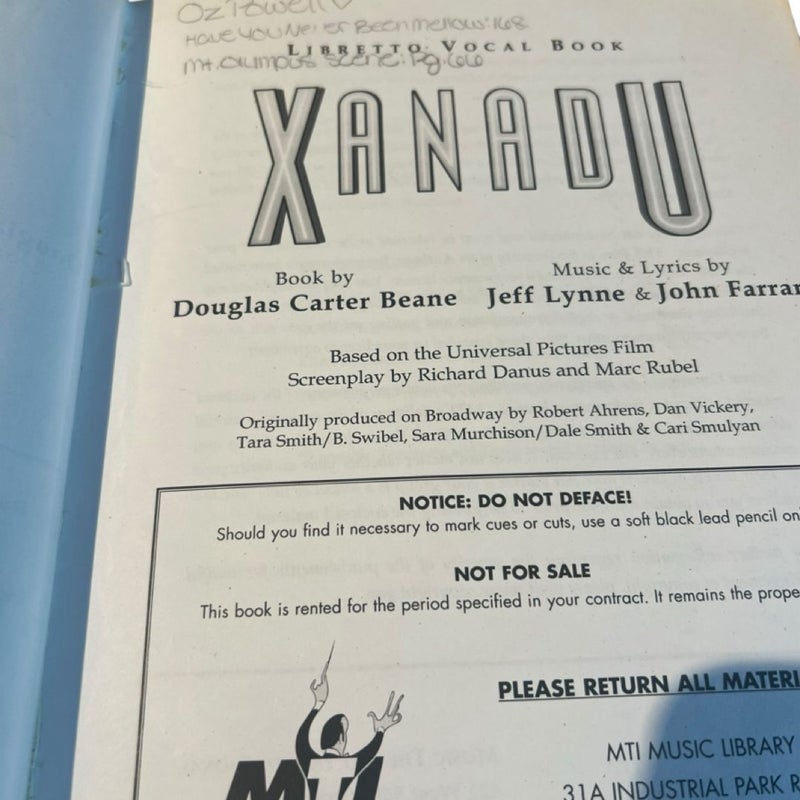 Oz Powell ♡
HAVE YOU Never Been mellow: 168
LIBRETTO VOCAL BOOK
Mt. Olympus Scene: Pg. 66
XANADU
Book by
Douglas Carter Beane
Music & Lyrics by
Jeff Lynne & John Farrar
Based on the Universal Pictures Film
Screenplay by Richard Danus and Marc Rubel
Originally produced on Broadway by Robert Ahrens, Dan Vickery,
Tara Smith/B. Swibel, Sara Murchison/Dale Smith & Cari Smulyan
NOTICE: DO NOT DEFACE!
Should you find it necessary to mark cues or cuts, use a soft black lead pencil on
NOT FOR SALE
This book is rented for the period specified in your contract. It remains the prope
PLEASE RETURN ALL MATERI
MTI MUSIC LIBRARY
31A INDUSTRIAL PARK R
MTI